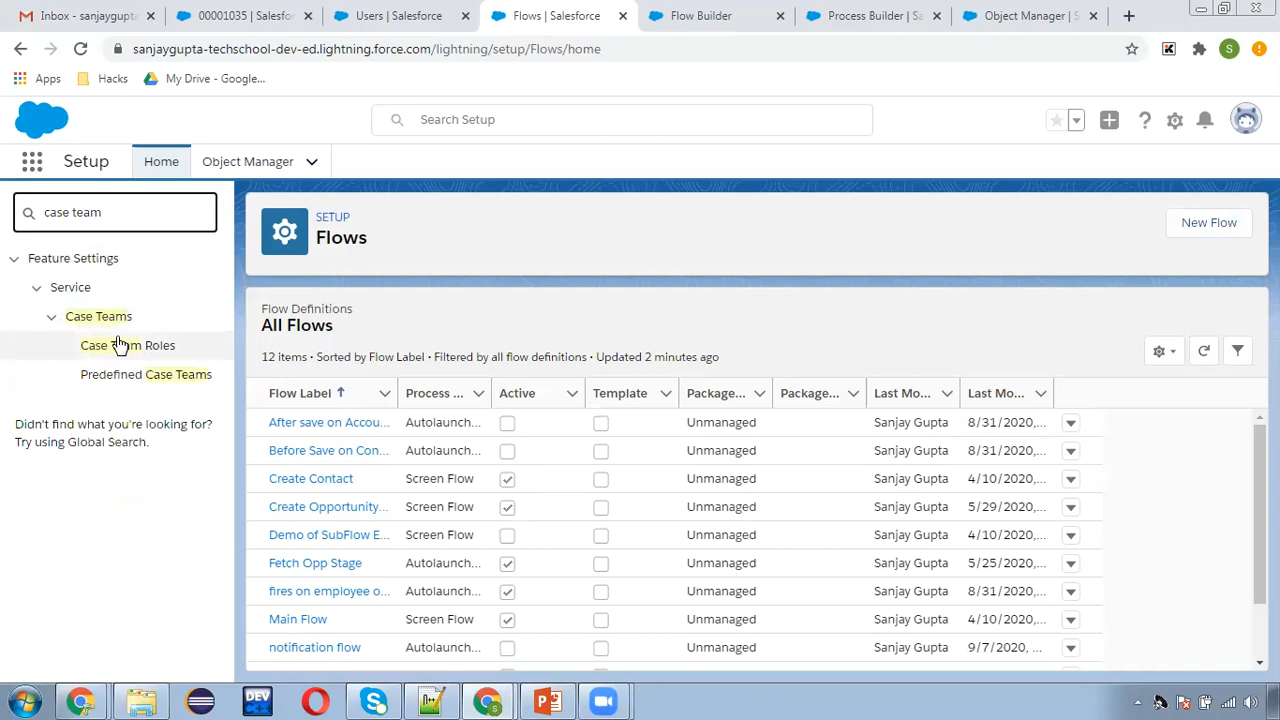 Inbox - sanjaygupta.techschool
00001035 | Salesforce
Users | Salesforce
Flows | Salesforce
Flow Builder
Process Builder | Sa
Object Manager | S
sanjaygupta-techschool-dev-ed.lightning.force.com/lightning/setup/Flows/home
S
Apps
Hacks
My Drive - Google...
Search Setup
Setup
Home
Object Manager
case team
Feature Settings
Service
Case Teams
Case Team Roles
Predefined Case Teams
Didn't find what you're looking for?
Try using Global Search.
SETUP
Flows
New Flow
Flow Definitions
All Flows
12 items • Sorted by Flow Label • Filtered by all flow definitions • Updated 2 minutes ago
Flow Label Process ... Active Template Package... Package... Last Mo... Last Mo...
After save on Accou... Autolaunch... Unmanaged Sanjay Gupta 8/31/2020,...
Before Save on Con... Autolaunch... Unmanaged Sanjay Gupta 8/31/2020,...
Create Contact Screen Flow Unmanaged Sanjay Gupta 4/10/2020,...
Create Opportunity... Screen Flow Unmanaged Sanjay Gupta 5/29/2020,...
Demo of SubFlow E... Screen Flow Unmanaged Sanjay Gupta 4/10/2020,...
Fetch Opp Stage Autolaunch... Unmanaged Sanjay Gupta 5/25/2020,...
fires on employee o... Autolaunch... Unmanaged Sanjay Gupta 8/31/2020,...
Main Flow Screen Flow Unmanaged Sanjay Gupta 4/10/2020,...
notification flow Autolaunch... Unmanaged Sanjay Gupta 9/7/2020, ...
DEV